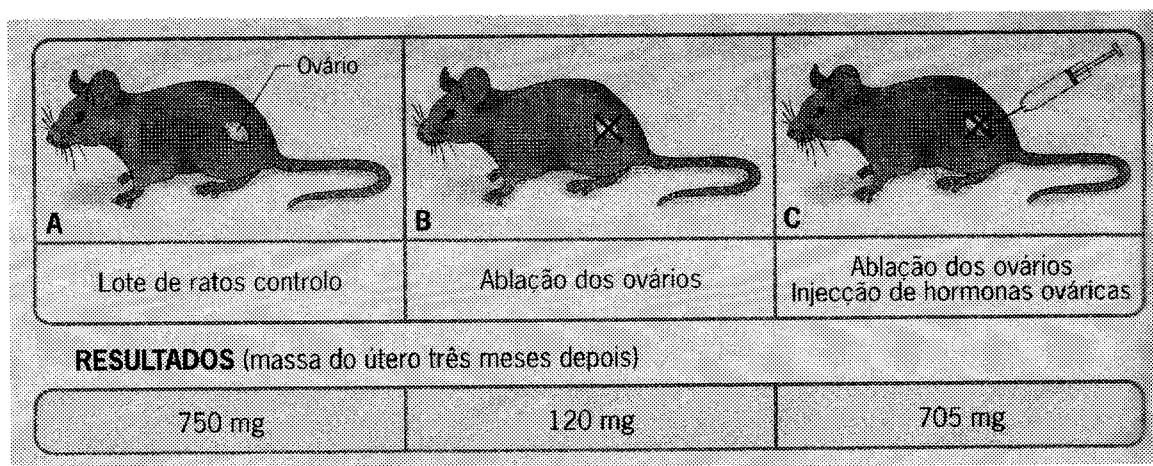 Ovário
A
B
C
Lote de ratos controlo
Ablação dos ovários
Ablação dos ovários
Injecção de hormonas ováricas
RESULTADOS (massa do útero três meses depois)
750 mg
120 mg
705 mg